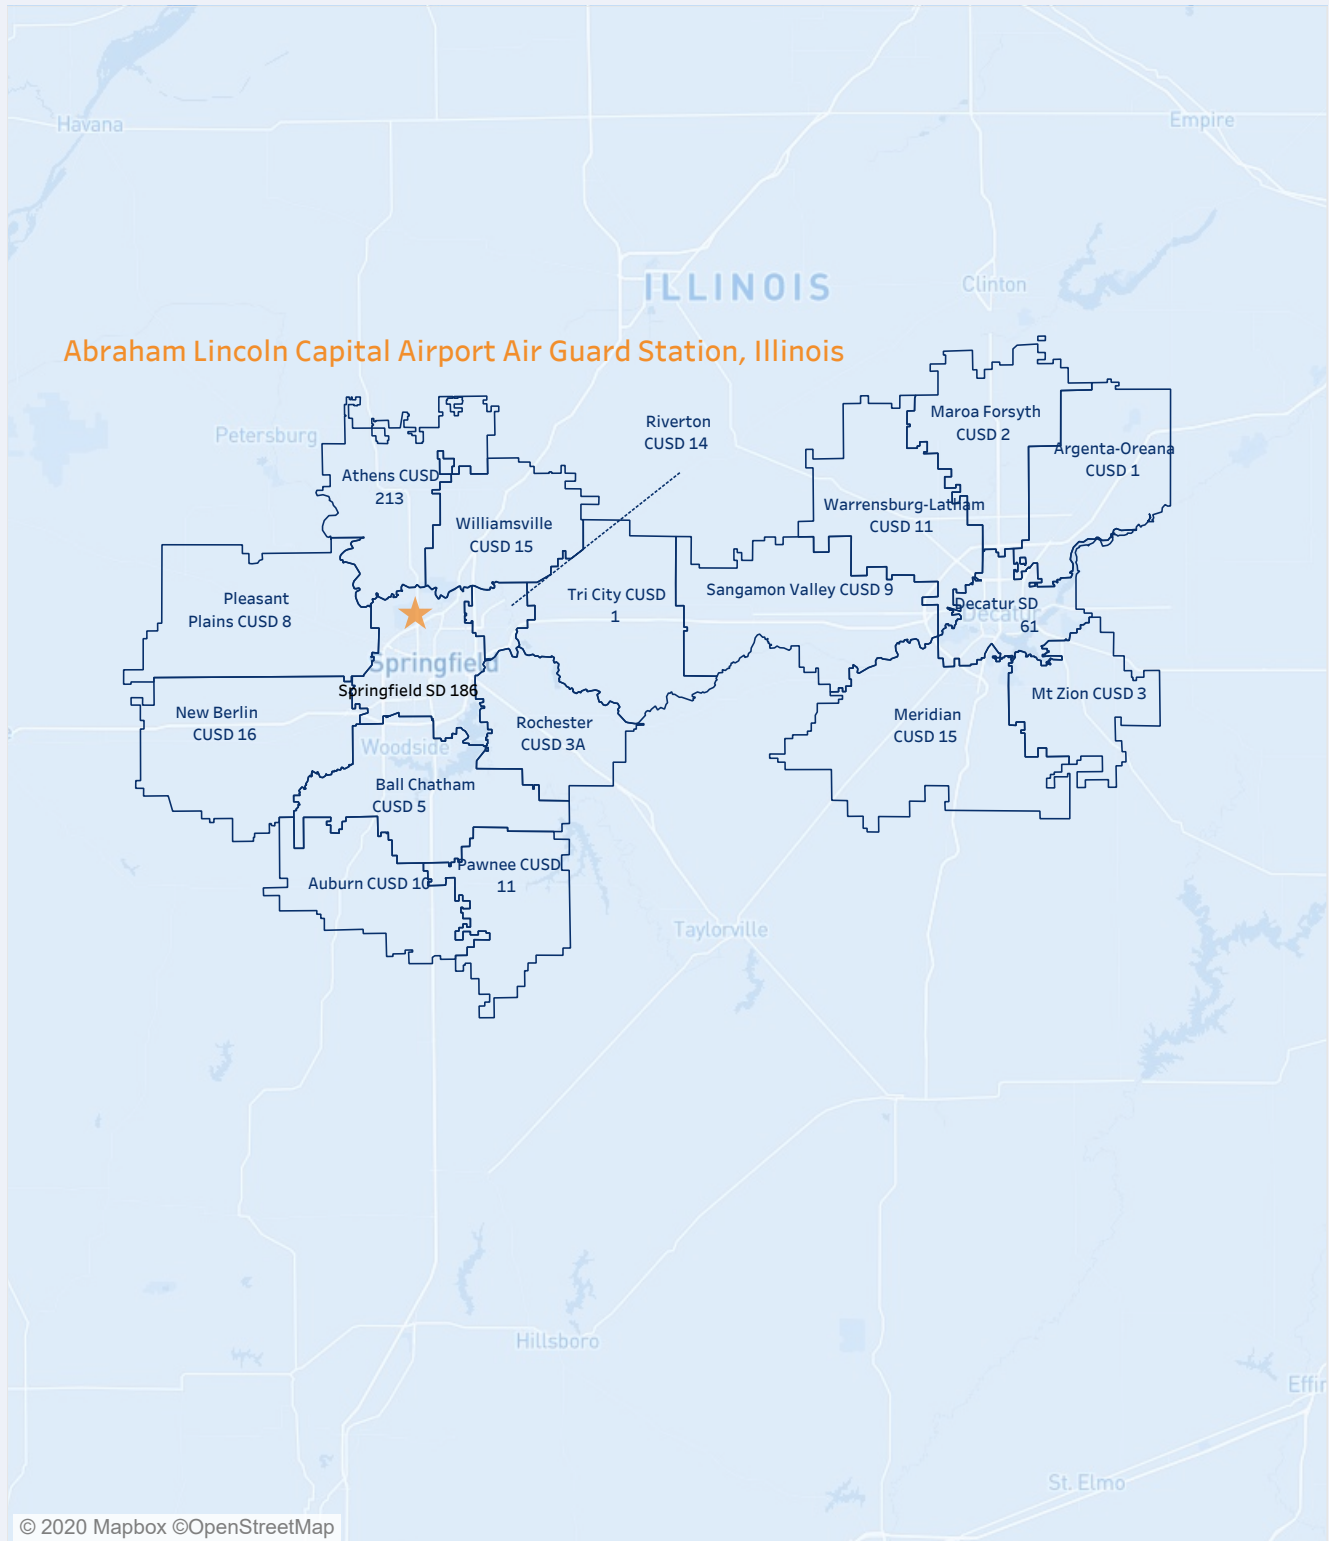 Havana
Empire
ILLINOIS
Clinton
Abraham Lincoln Capital Airport Air Guard Station, Illinois
Petersburg
Riverton
CUSD 14
Maroa Forsyth
CUSD 2
Argenta-Oreana
CUSD 1
Athens CUSD
213
Williamsville
CUSD 15
Warrensburg-Latham
CUSD 11
Pleasant
Plains CUSD 8
Tri City CUSD
1
Sangamon Valley CUSD 9
Decatur SD
61
Decatur
Springfield
Springfield SD 186
New Berlin
CUSD 16
Rochester
CUSD 3A
Meridian
CUSD 15
Mt Zion CUSD 3
Woodside
Ball Chatham
CUSD 5
Auburn CUSD 10
Pawnee CUSD
11
Taylorville
Hillsboro
Effin
St. Elmo
© 2020 Mapbox ©OpenStreetMap